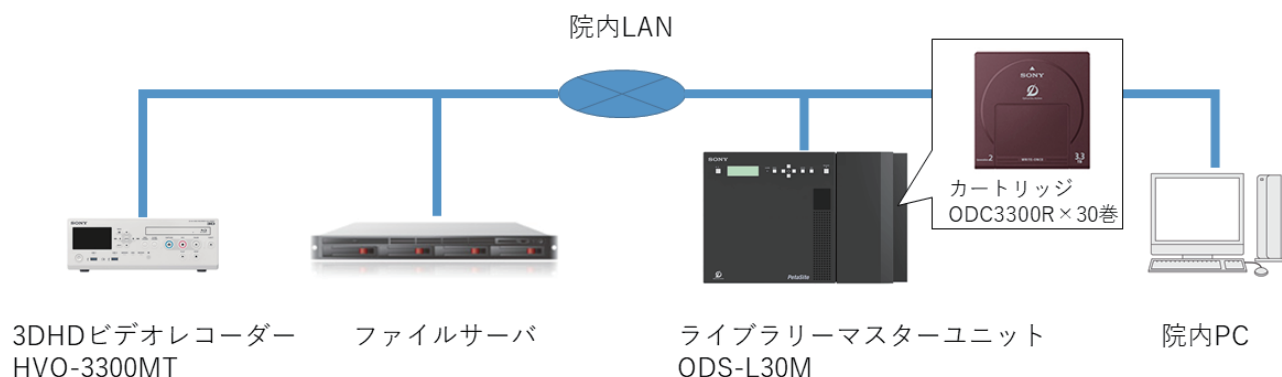 院内LAN
SONY
2
3.3
カートリッジ
ODC3300R×30巻
SONY
PetaSite
SONY
3DHDビデオレコーダー
HVO-3300MT
ファイルサーバ
ライブラリーマスターユニット
ODS-L30M
院内PC